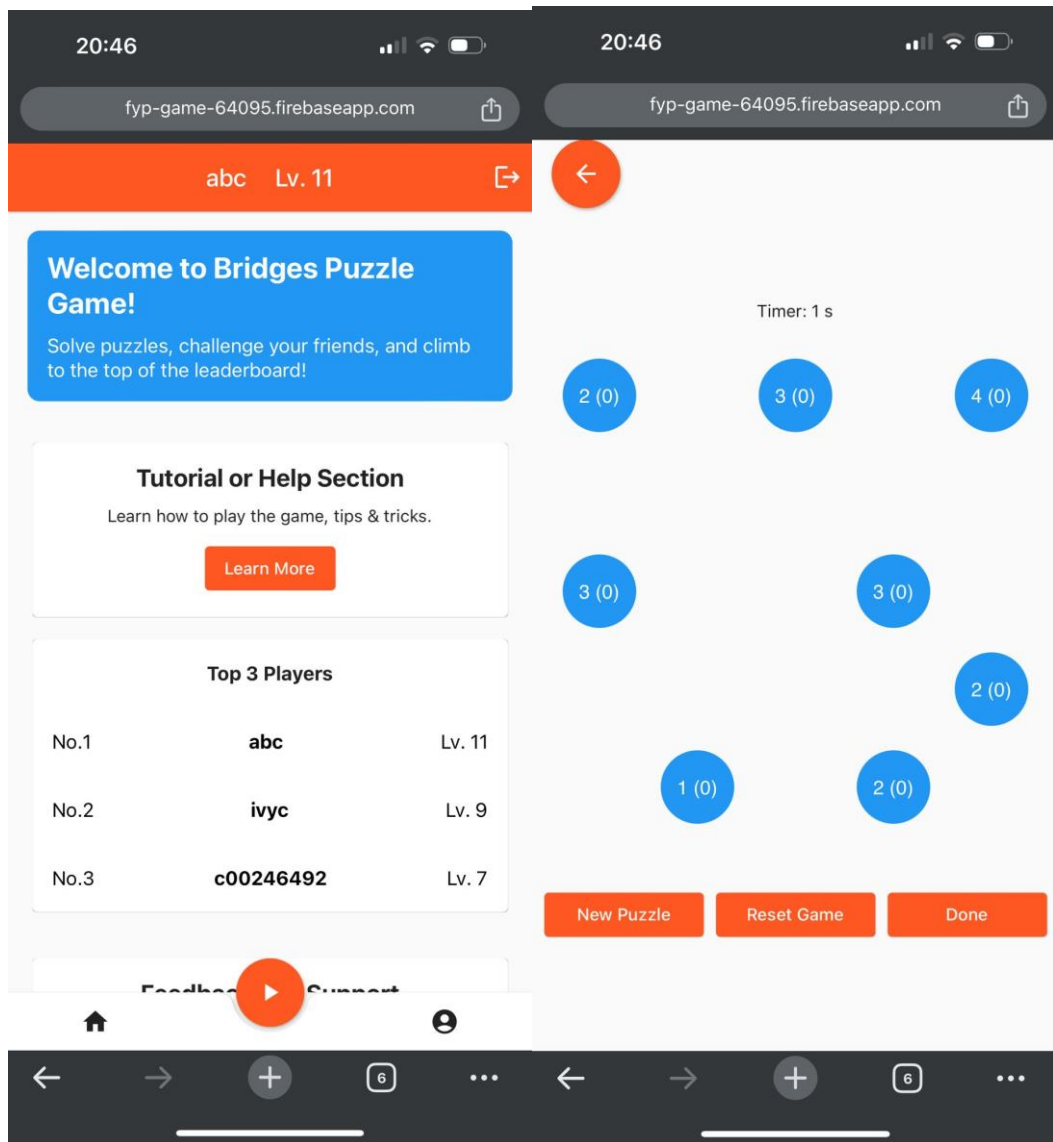 20:46
fyp-game-64095.firebaseapp.com
abc Lv. 11
Welcome to Bridges Puzzle
Game!
Solve puzzles, challenge your friends, and climb
to the top of the leaderboard!
Tutorial or Help Section
Learn how to play the game, tips & tricks.
Learn More
Top 3 Players
No.1 abc Lv. 11
No.2 ivyc Lv. 9
No.3 c00246492 Lv. 7
6
20:46
fyp-game-64095.firebaseapp.com
Timer: 1 s
2 (0) 3 (0) 4 (0)
3 (0) 3 (0)
2 (0)
1 (0) 2 (0)
New Puzzle Reset Game Done
6